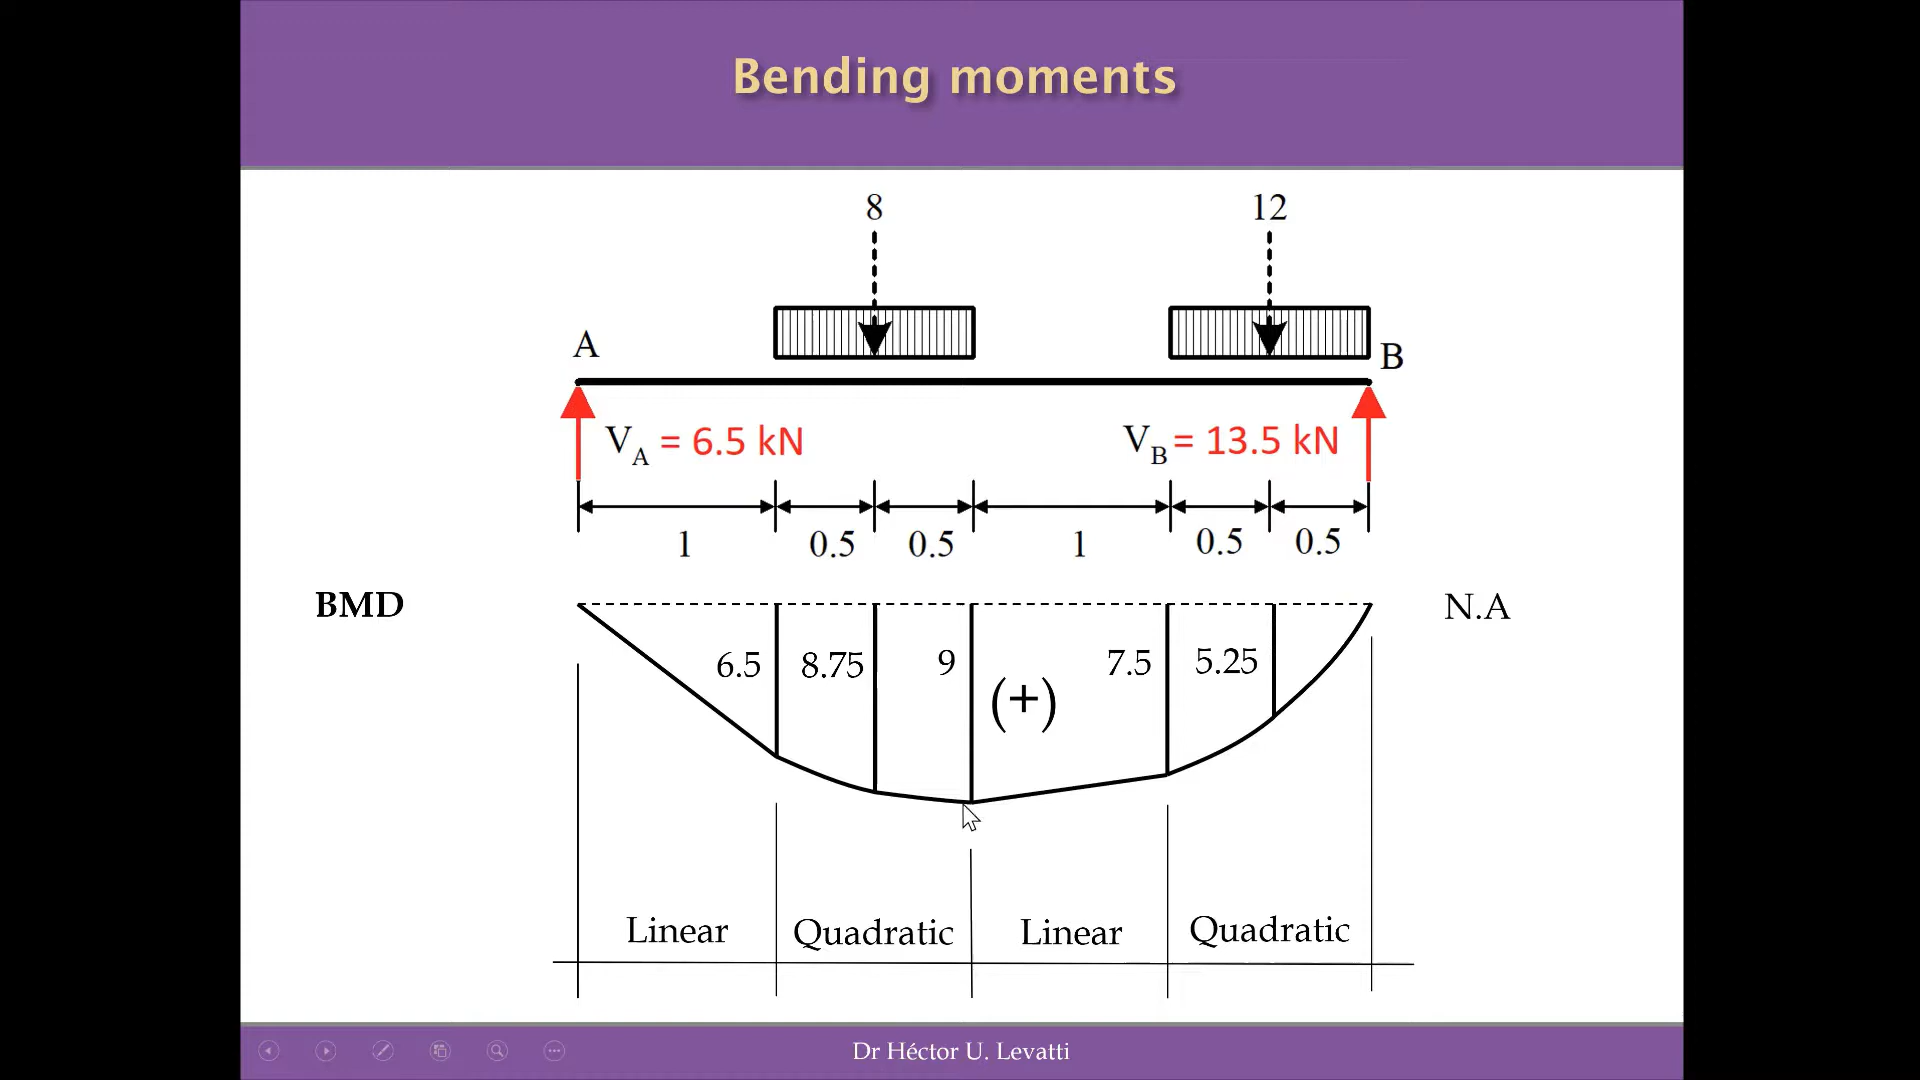 Bending moments
8
12
A
B
V_A = 6.5 kN
V_B = 13.5 kN
1
0.5
0.5
1
0.5
0.5
BMD
N.A
6.5
8.75
9
(+)
7.5
5.25
Linear
Quadratic
Linear
Quadratic
Dr Héctor U. Levatti